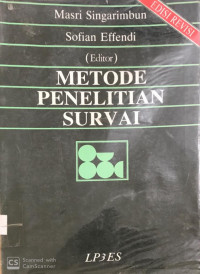 Masri Singarimbun
Sofian Effendi
(Editor)
EDISI REVISI
METODE
PENELITIAN
SURVAI
LP3ES
CS Scanned with
CamScanner